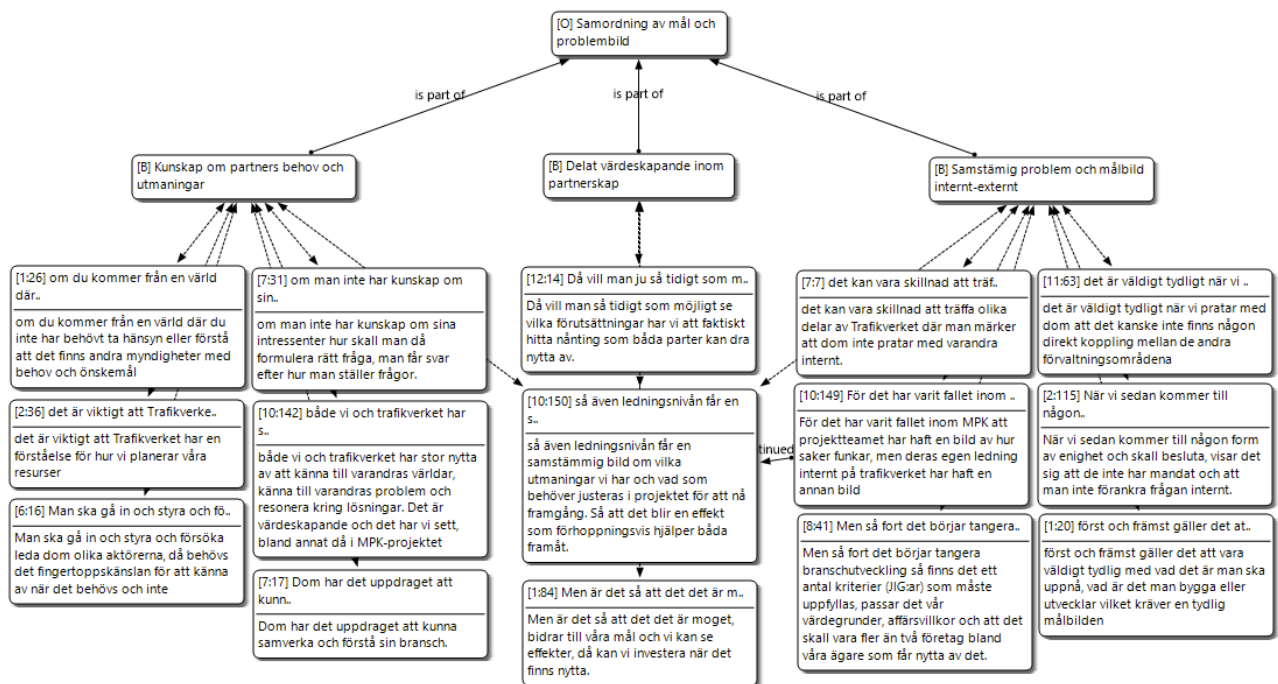 [O] Samordning av mål och
problembild
is part of
is part of
is part of
[B] Kunskap om partners behov och
utmaningar
[B] Delat värdeskapande inom
partnerskap
[B] Samstämig problem och målbild
internt-externt
[1:26] om du kommer från en värld
där..
om du kommer från en värld där du
inte har behövt ta hänsyn eller förstå
att det finns andra myndigheter med
behov och önskemål
[2:36] det är viktigt att Trafikverke..
det är viktigt att Trafikverket har en
förståelse för hur vi planerar våra
resurser
[6:16] Man ska gå in och styra och fö..
Man ska gå in och styra och försöka
leda dom olika aktörerna, då behövs
det fingertoppskänslan för att känna
av när det behövs och inte
[7:31] om man inte har kunskap om
sin..
om man inte har kunskap om sina
intressenter hur skall man då
formulera rätt fråga, man får svar
efter hur man ställer frågor.
[10:142] både vi och trafikverket har
s..
både vi och trafikverket har stor nytta
av att känna till varandras världar,
känna till varandras problem och
resonera kring lösningar. Det är
värdeskapande och det har vi sett,
bland annat då i MPK-projektet
[7:17] Dom har det uppdraget att
kunn..
Dom har det uppdraget att kunna
samverka och förstå sin bransch.
[12:14] Då vill man ju så tidigt som m..
Då vill man så tidigt som möjligt se
vilka förutsättningar har vi att faktiskt
hitta nånting som båda parter kan dra
nytta av.
[10:150] så även ledningsnivån får en
s..
så även ledningsnivån får en
samstämmig bild om vilka
utmaningar vi har och vad som
behöver justeras i projektet för att nå
framgång. Så att det blir en effekt
som förhoppningsvis hjälper båda
framåt.
[1:84] Men är det så att det det är m..
Men är det så att det det är moget,
bidrar till våra mål och vi kan se
effekter, då kan vi investera när det
finns nytta.
tinued
[7:7] det kan vara skillnad att träf..
det kan vara skillnad att träffa olika
delar av Trafikverket där man märker
att dom inte pratar med varandra
internt.
[10:149] För det har varit fallet inom ..
För det har varit fallet inom MPK att
projektteamet har haft en bild av hur
saker funkar, men deras egen ledning
internt på trafikverket har haft en
annan bild
[8:41] Men så fort det börjar tangera..
Men så fort det börjar tangera
branschutveckling så finns det ett
antal kriterier (JIG:ar) som måste
uppfyllas, passar det vår
värdegrunder, affärsvillkor och att det
skall vara fler än två företag bland
våra ägare som får nytta av det.
[11:63] det är väldigt tydligt när vi ..
det är väldigt tydligt när vi pratar med
dom att det kanske inte finns någon
direkt koppling mellan de andra
förvaltningsområdena
[2:115] När vi sedan kommer till
någon..
När vi sedan kommer till någon form
av enighet och skall besluta, visar det
sig att de inte har mandat och att
man inte förankra frågan internt.
[1:20] först och främst gäller det at..
först och främst gäller det att vara
väldigt tydlig med vad det är man ska
uppnå, vad är det man bygga eller
utvecklar vilket kräver en tydlig
målbilden